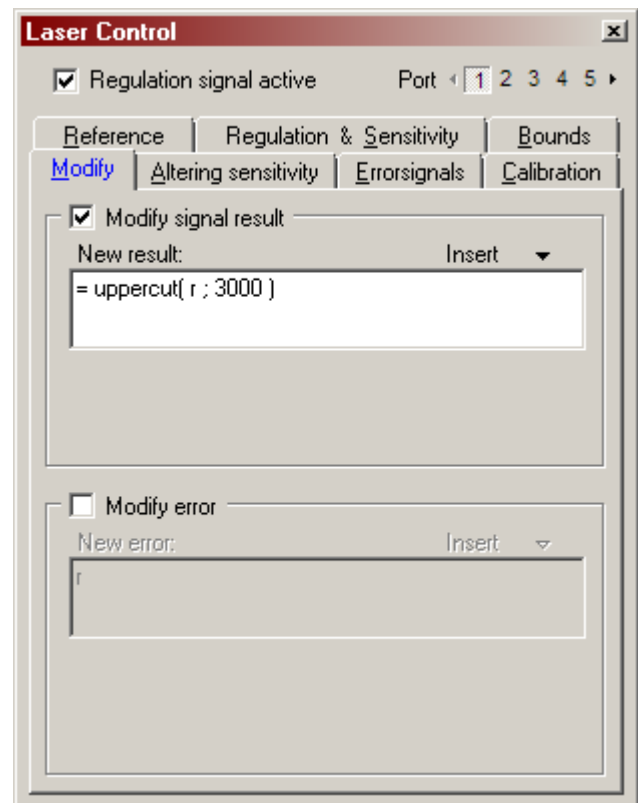 Laser Control
Regulation signal active Port 1 2 3 4 5
Reference Regulation & Sensitivity Bounds
Modify Altering sensitivity Errorsignals Calibration
Modify signal result
New result: Insert
= uppercut( r ; 3000 )
Modify error
New error: Insert
r